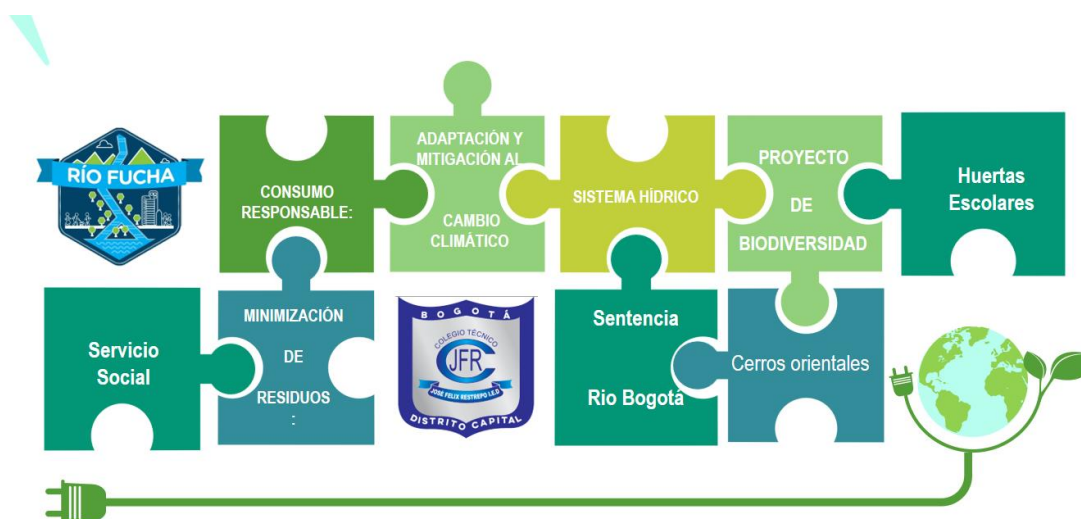 RÍO FUCHA
CONSUMO
RESPONSABLE:
ADAPTACIÓN Y
MITIGACIÓN AL
CAMBIO
CLIMÁTICO
SISTEMA HÍDRICO
PROYECTO
DE
BIODIVERSIDAD
Huertas
Escolares
Servicio
Social
MINIMIZACIÓN
DE
RESIDUOS
:
BOGOTÁ
COLEGIO TÉCNICO
JFR
JOSÉ FELIX RESTREPO I.E.D
DISTRITO CAPITAL
Sentencia
Rio Bogotá
Cerros orientales